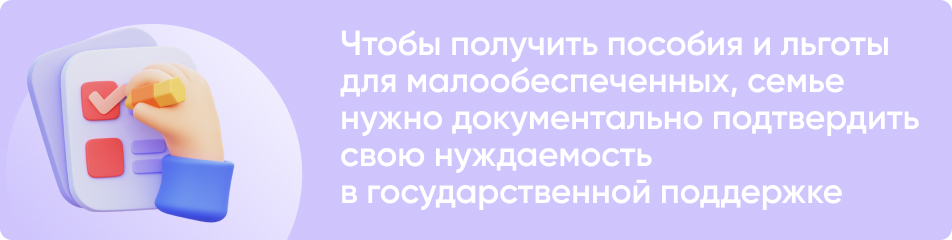 Чтобы получить пособия и льготы
для малообеспеченных, семье
нужно документально подтвердить
свою нуждаемость
в государственной поддержке